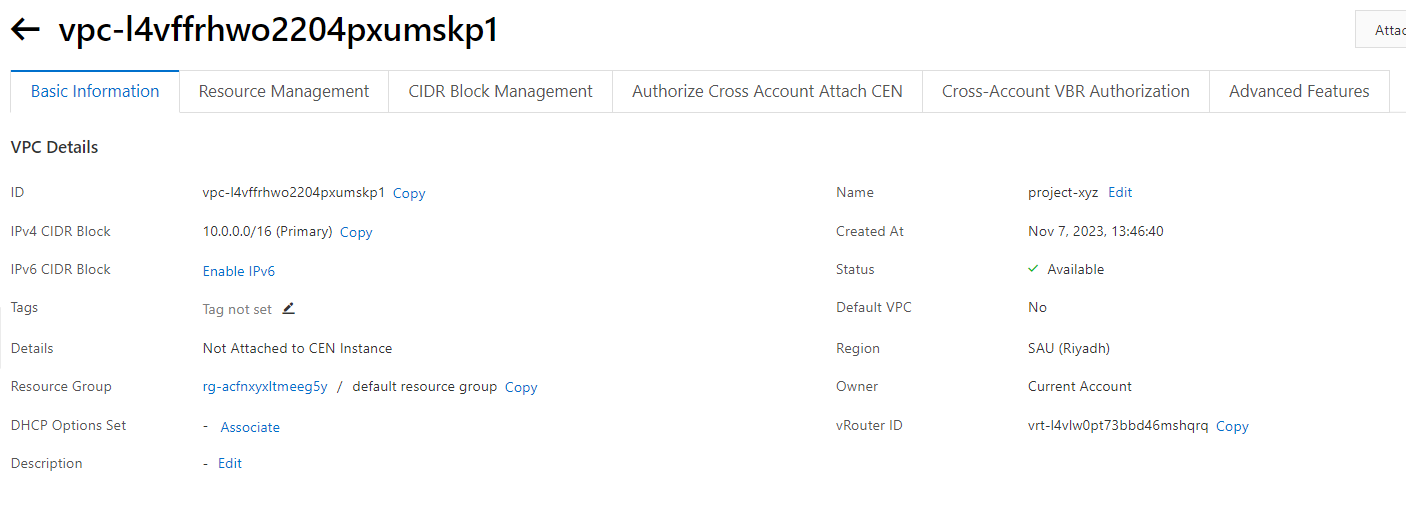 vpc-l4vffrhwo2204pxumskp1
Attac
Basic Information Resource Management CIDR Block Management Authorize Cross Account Attach CEN Cross-Account VBR Authorization Advanced Features
VPC Details
ID vpc-l4vffrhwo2204pxumskp1 Copy Name project-xyz Edit
IPv4 CIDR Block 10.0.0.0/16 (Primary) Copy Created At Nov 7, 2023, 13:46:40
IPv6 CIDR Block Enable IPv6 Status Available
Tags Tag not set Default VPC No
Details Not Attached to CEN Instance Region SAU (Riyadh)
Resource Group rg-acfnxyxltmeeg5y / default resource group Copy Owner Current Account
DHCP Options Set - Associate vRouter ID vrt-l4vlw0pt73bbd46mshqrq Copy
Description - Edit